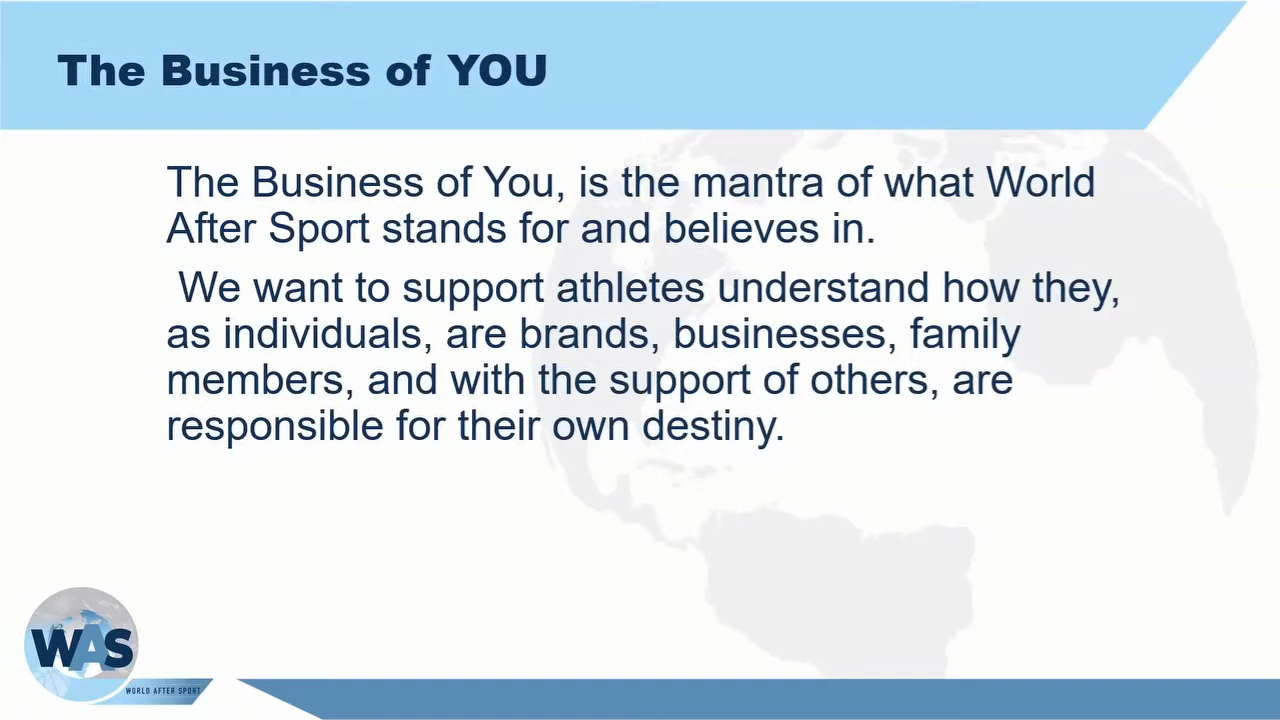 The Business of YOU
The Business of You, is the mantra of what World
After Sport stands for and believes in.
We want to support athletes understand how they,
as individuals, are brands, businesses, family
members, and with the support of others, are
responsible for their own destiny.
WAS
WORLD AFTER SPORT